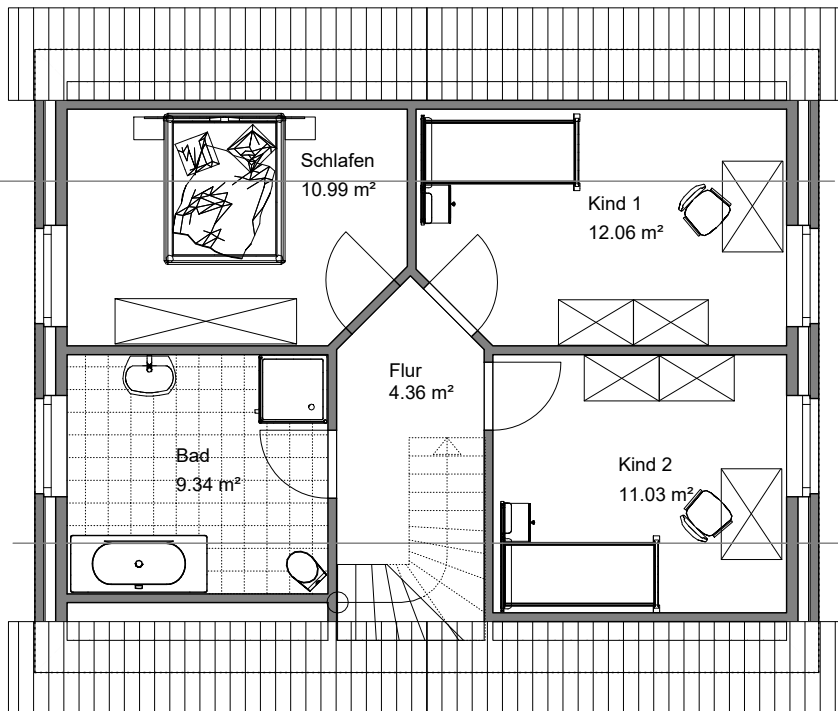 Schlafen
10.99 m²
Kind 1
12.06 m²
Flur
4.36 m²
Bad
9.34 m²
Kind 2
11.03 m²